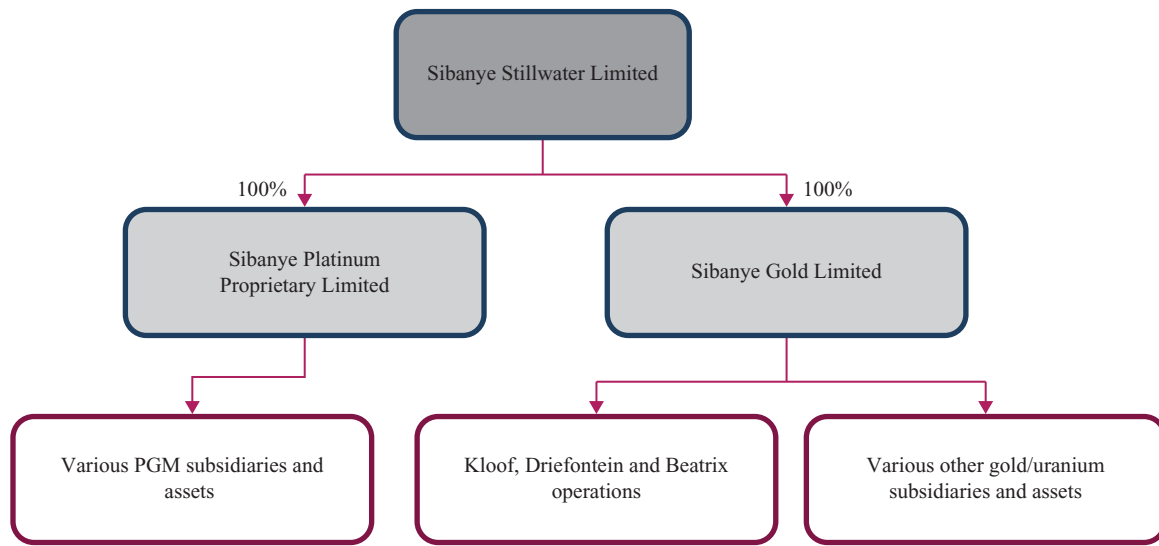 Sibanye Stillwater Limited
100%
100%
Sibanye Platinum
Proprietary Limited
Sibanye Gold Limited
Various PGM subsidiaries and
assets
Kloof, Driefontein and Beatrix
operations
Various other gold/uranium
subsidiaries and assets